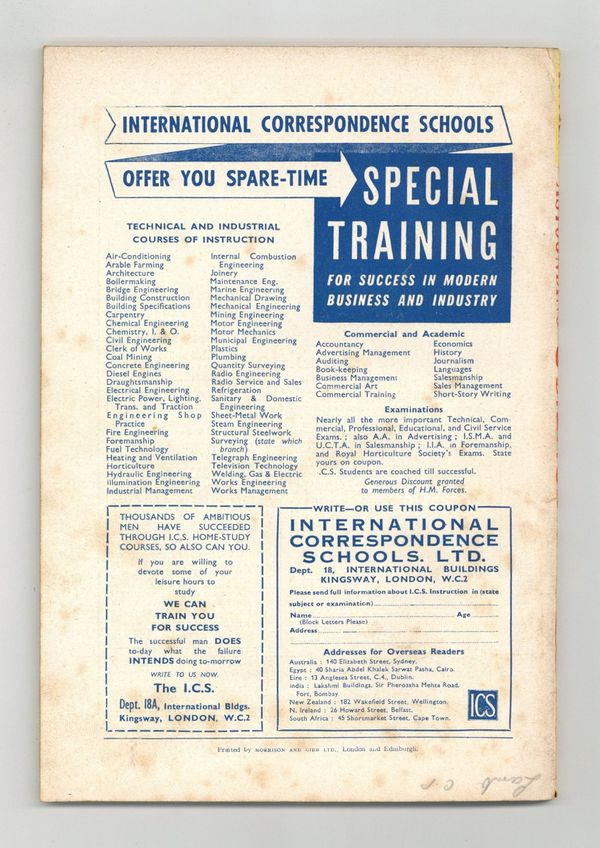 INTERNATIONAL CORRESPONDENCE SCHOOLS
OFFER YOU SPARE-TIME
SPECIAL
TRAINING
FOR SUCCESS IN MODERN
BUSINESS AND INDUSTRY
TECHNICAL AND INDUSTRIAL
COURSES OF INSTRUCTION
Air-Conditioning
Arable Farming
Architecture
Boilermaking
Bridge Engineering
Building Construction
Building Specifications
Carpentry
Chemical Engineering
Chemistry, I. & O.
Civil Engineering
Clerk of Works
Coal Mining
Concrete Engineering
Diesel Engines
Draughtsmanship
Electrical Engineering
Electric Power, Lighting,
Trans. and Traction
Engineering Shop
Practice
Fire Engineering
Foremanship
Fuel Technology
Heating and Ventilation
Horticulture
Hydraulic Engineering
Illumination Engineering
Industrial Management
Internal Combustion
Engineering
Joinery
Maintenance Eng.
Marine Engineering
Mechanical Drawing
Mechanical Engineering
Mining Engineering
Motor Engineering
Motor Mechanics
Municipal Engineering
Plastics
Plumbing
Quantity Surveying
Radio Engineering
Radio Service and Sales
Refrigeration
Sanitary & Domestic
Engineering
Sheet-Metal Work
Steam Engineering
Structural Steelwork
Surveying (state which
branch)
Telegraph Engineering
Television Technology
Welding, Gas & Electric
Works Engineering
Works Management
Commercial and Academic
Accountancy
Advertising Management
Auditing
Book-keeping
Business Management
Commercial Art
Commercial Training
Economics
History
Journalism
Languages
Salesmanship
Sales Management
Short-Story Writing
Examinations
Nearly all the more important Technical, Com-
mercial, Professional, Educational, and Civil Service
Exams.; also A.A. in Advertising; I.S.M.A. and
U.C.T.A. in Salesmanship; I.I.A. in Foremanship,
and Royal Horticulture Society's Exams. State
yours on coupon.
.C.S. Students are coached till successful.
Generous Discount granted
to members of H.M. Forces.
THOUSANDS OF AMBITIOUS
MEN HAVE SUCCEEDED
THROUGH I.C.S. HOME-STUDY
COURSES, SO ALSO CAN YOU.
If you are willing to
devote some of your
leisure hours to
study
WE CAN
TRAIN YOU
FOR SUCCESS
The successful man DOES
to-day what the failure
INTENDS doing to-morrow
WRITE TO US NOW.
The I.C.S.
Dept. 18A, International Bldgs.
Kingsway, LONDON, W.C.2
WRITE—OR USE THIS COUPON
INTERNATIONAL
CORRESPONDENCE
SCHOOLS. LTD.
Dept. 18, INTERNATIONAL BUILDINGS
KINGSWAY, LONDON, W.C.2
Please send full information about I.C.S. Instruction in (state
subject or examination)
Name Age
(Block Letters Please)
Address
Addresses for Overseas Readers
Australia : 140 Elizabeth Street, Sydney.
Egypt : 40 Sharia Abdel Khalek Sarwat Pasha, Cairo.
Eire : 13 Anglesea Street, C.4., Dublin.
India : Lakshmi Buildings, Sir Pherozsha Mehta Road,
Fort, Bombay.
New Zealand : 182 Wakefield Street, Wellington.
N. Ireland : 26 Howard Street, Belfast.
South Africa : 45 Shortmarket Street, Cape Town.
ICS
Printed by MORRISON AND GIBB LTD., London and Edinburgh.